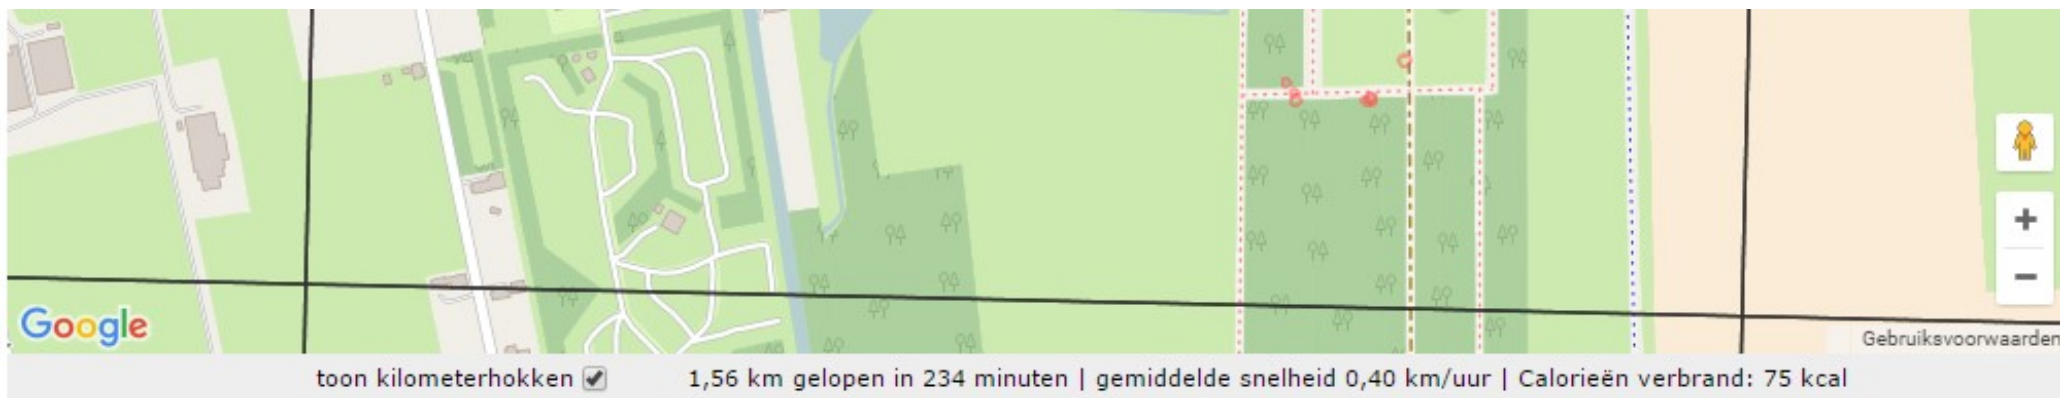 Google
Gebruiksvoorwaarden
toon kilometerhokken
1,56 km gelopen in 234 minuten | gemiddelde snelheid 0,40 km/uur | Calorieën verbrand: 75 kcal